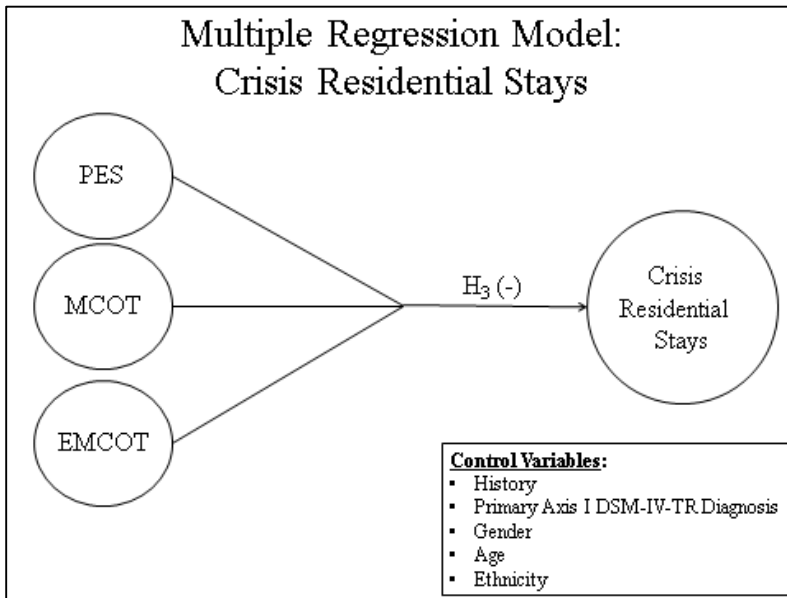 Multiple Regression Model:
Crisis Residential Stays
PES
MCOT
EMCOT
H₃ (-)
Crisis
Residential
Stays
Control Variables:
▪ History
▪ Primary Axis I DSM-IV-TR Diagnosis
▪ Gender
▪ Age
▪ Ethnicity